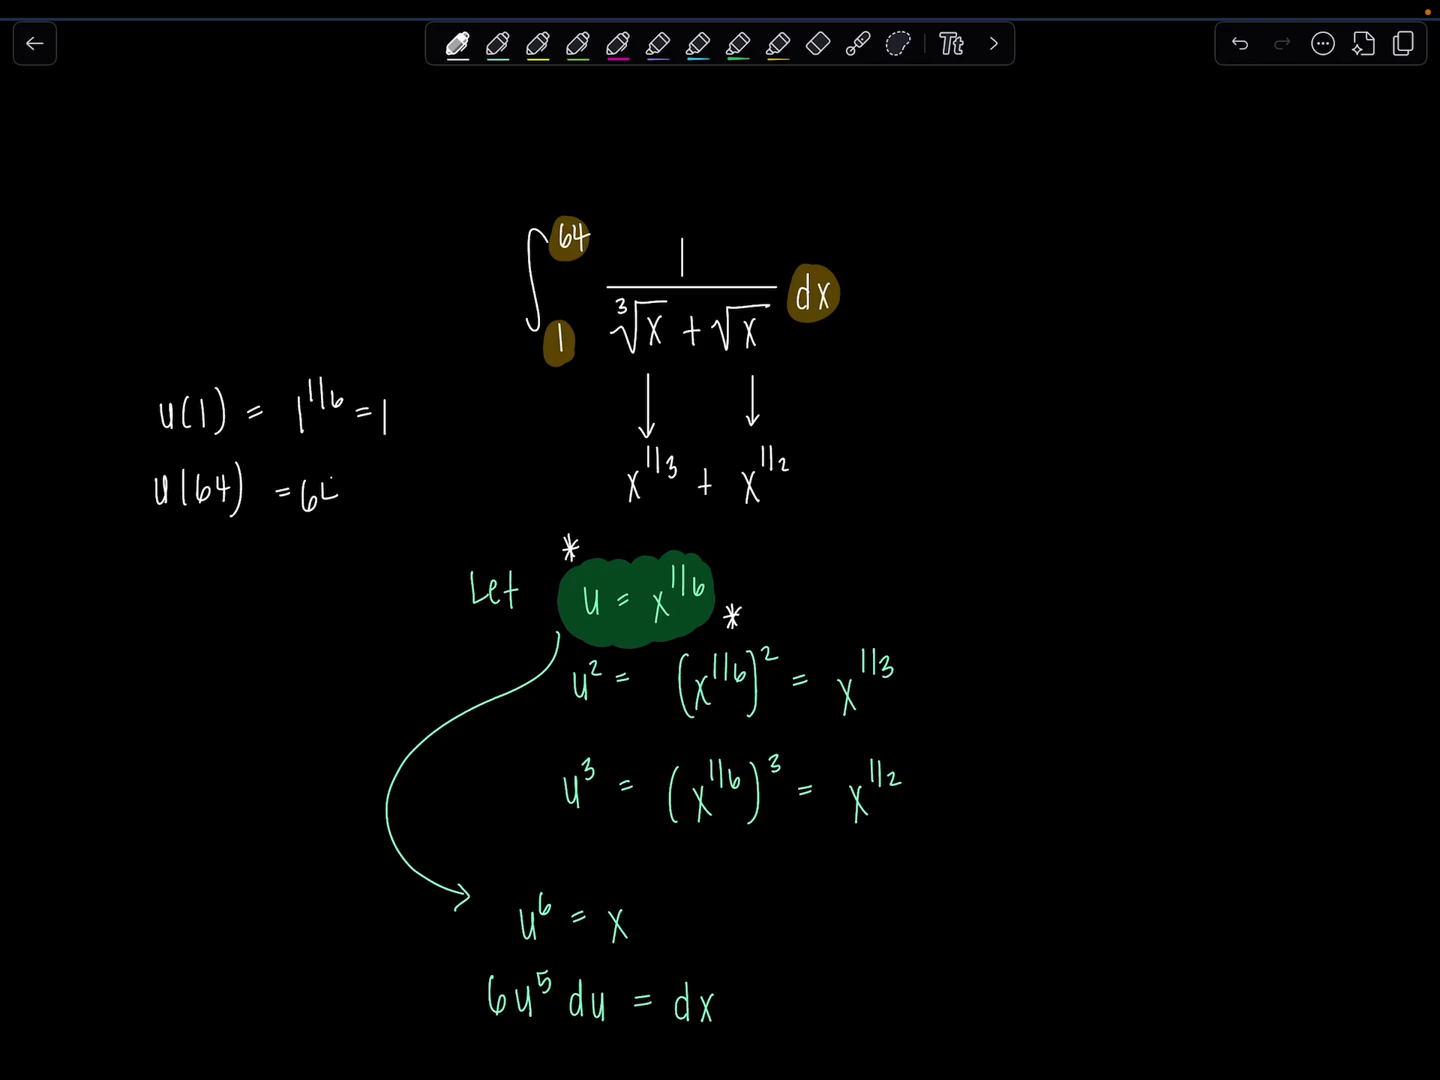 Tt
∫₁⁶⁴ 1/(∛x + √x) dx
u(1) = 1^1/6 = 1
x^1/3 + x^1/2
u(64) = 6
*
Let u = x^1/6
*
u² = (x^1/6)² = x^1/3
u³ = (x^1/6)³ = x^1/2
u⁶ = x
6u⁵ du = dx